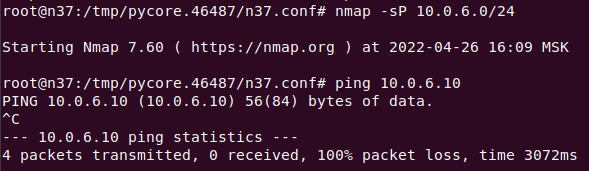 root@n37:/tmp/pycore.46487/n37.conf# nmap -sP 10.0.6.0/24
Starting Nmap 7.60 ( https://nmap.org ) at 2022-04-26 16:09 MSK
root@n37:/tmp/pycore.46487/n37.conf# ping 10.0.6.10
PING 10.0.6.10 (10.0.6.10) 56(84) bytes of data.
^C
--- 10.0.6.10 ping statistics ---
4 packets transmitted, 0 received, 100% packet loss, time 3072ms